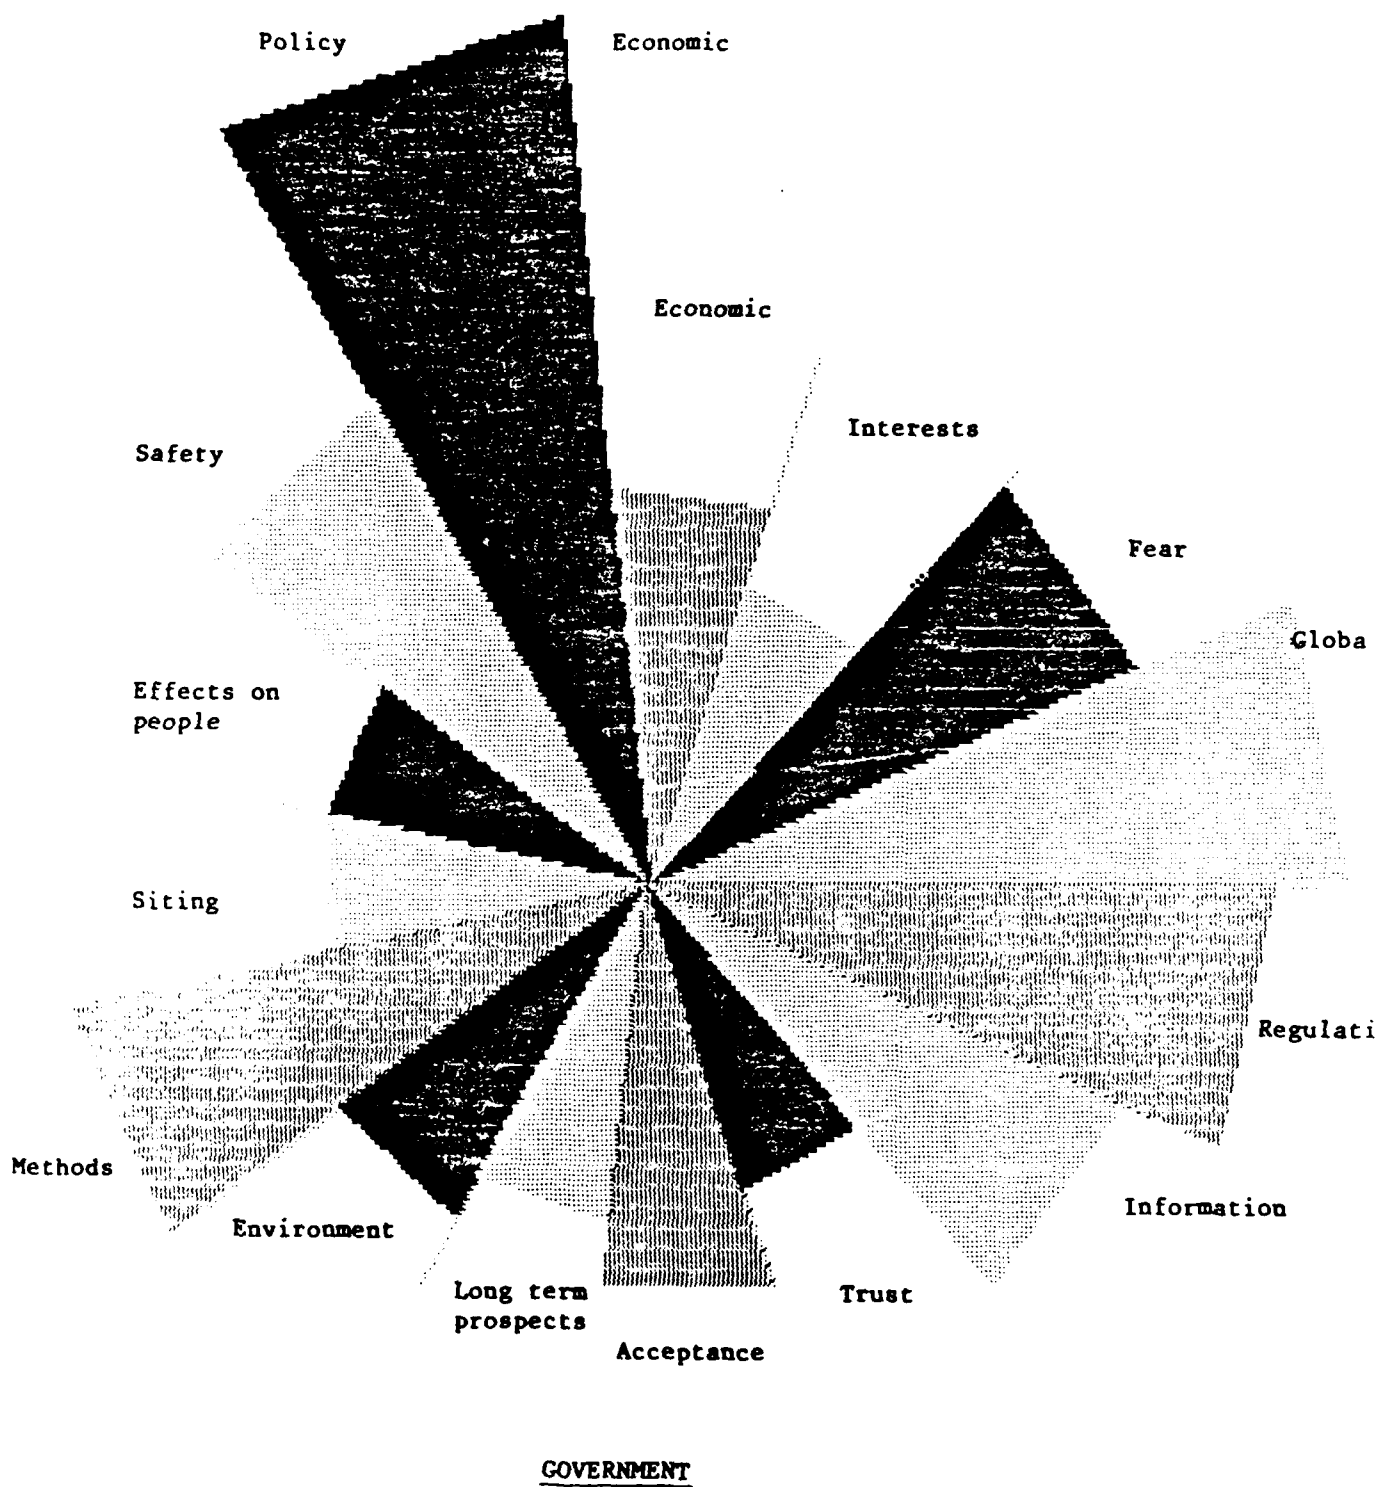 Policy
Economic
Economic
Interests
Safety
Fear
Globa
Effects on
people
Siting
Regulati
Methods
Information
Environment
Long term
prospects
Trust
Acceptance
GOVERNMENT